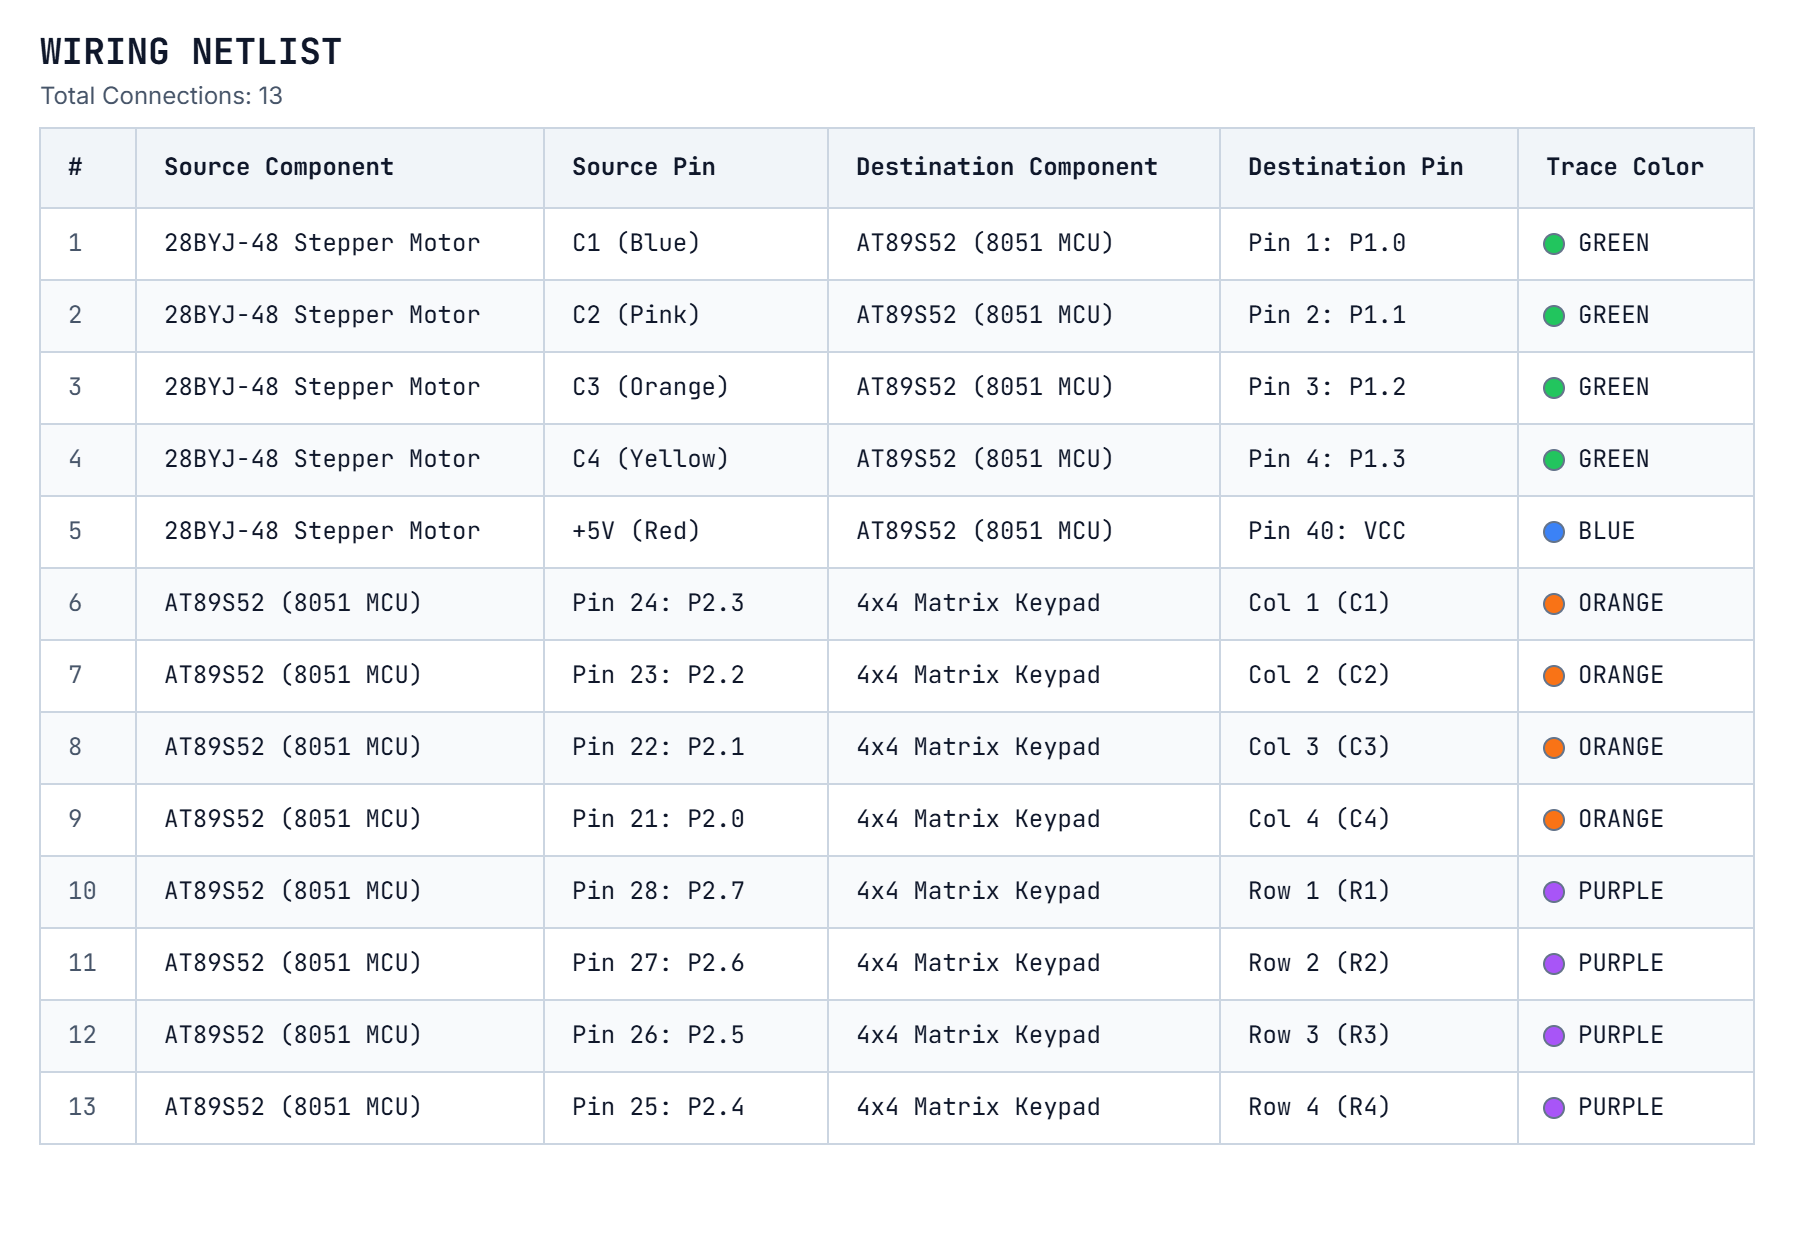 WIRING NETLIST
Total Connections: 13
# Source Component Source Pin Destination Component Destination Pin Trace Color
1 28BYJ-48 Stepper Motor C1 (Blue) AT89S52 (8051 MCU) Pin 1: P1.0 GREEN
2 28BYJ-48 Stepper Motor C2 (Pink) AT89S52 (8051 MCU) Pin 2: P1.1 GREEN
3 28BYJ-48 Stepper Motor C3 (Orange) AT89S52 (8051 MCU) Pin 3: P1.2 GREEN
4 28BYJ-48 Stepper Motor C4 (Yellow) AT89S52 (8051 MCU) Pin 4: P1.3 GREEN
5 28BYJ-48 Stepper Motor +5V (Red) AT89S52 (8051 MCU) Pin 40: VCC BLUE
6 AT89S52 (8051 MCU) Pin 24: P2.3 4x4 Matrix Keypad Col 1 (C1) ORANGE
7 AT89S52 (8051 MCU) Pin 23: P2.2 4x4 Matrix Keypad Col 2 (C2) ORANGE
8 AT89S52 (8051 MCU) Pin 22: P2.1 4x4 Matrix Keypad Col 3 (C3) ORANGE
9 AT89S52 (8051 MCU) Pin 21: P2.0 4x4 Matrix Keypad Col 4 (C4) ORANGE
10 AT89S52 (8051 MCU) Pin 28: P2.7 4x4 Matrix Keypad Row 1 (R1) PURPLE
11 AT89S52 (8051 MCU) Pin 27: P2.6 4x4 Matrix Keypad Row 2 (R2) PURPLE
12 AT89S52 (8051 MCU) Pin 26: P2.5 4x4 Matrix Keypad Row 3 (R3) PURPLE
13 AT89S52 (8051 MCU) Pin 25: P2.4 4x4 Matrix Keypad Row 4 (R4) PURPLE